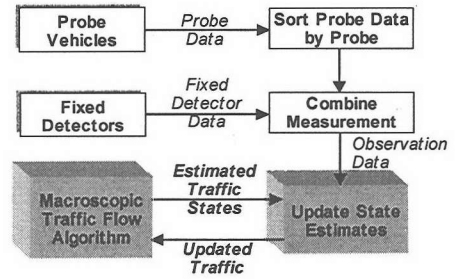 Probe
Vehicles
Probe
Data
Sort Probe Data
by Probe
Fixed
Detectors
Fixed
Detector
Data
Combine
Measurement
Observation
Data
Macroscopic
Traffic Flow
Algorithm
Estimated
Traffic
States
Update State
Estimates
Updated
Traffic